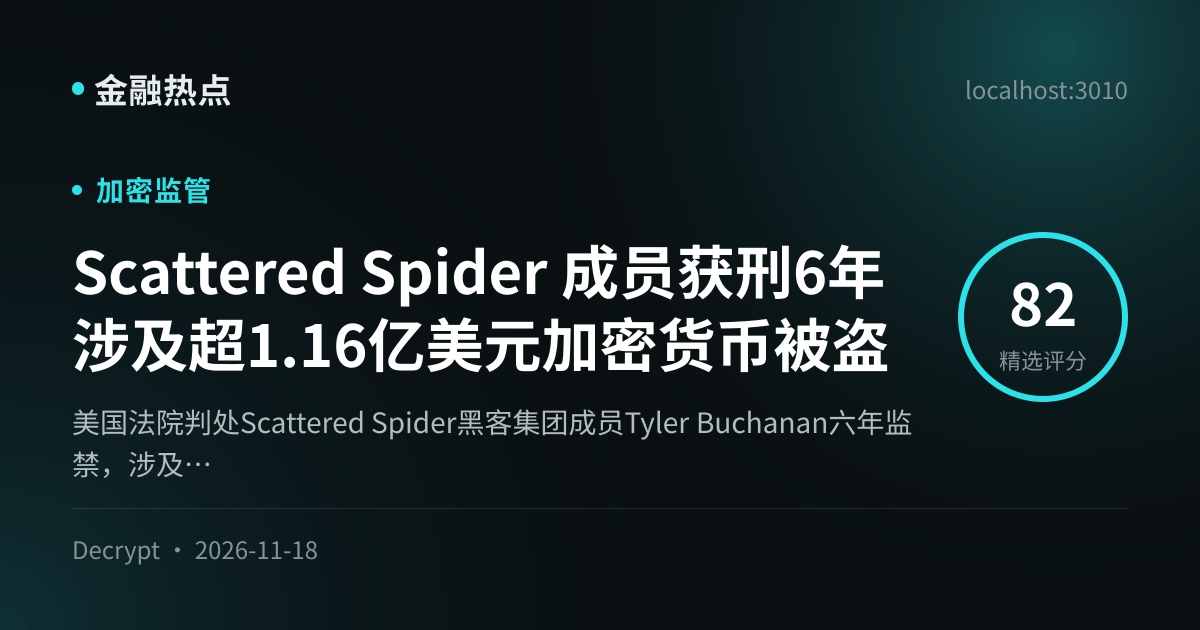 金融热点
localhost:3010
加密监管
Scattered Spider 成员获刑6年
涉及超1.16亿美元加密货币被盗
82
精选评分
美国法院判处Scattered Spider黑客集团成员Tyler Buchanan六年监
禁，涉及…
Decrypt · 2026-11-18